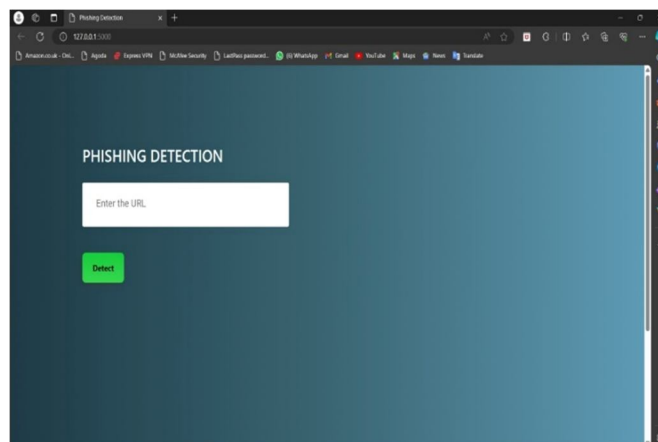 Phishing Detection
127.0.0.1:5000
Amazon.co.uk - Onl... Agoda Express VPN McAfee Security LastPass password... (6) WhatsApp Gmail YouTube Maps News Translate
PHISHING DETECTION
Enter the URL
Detect